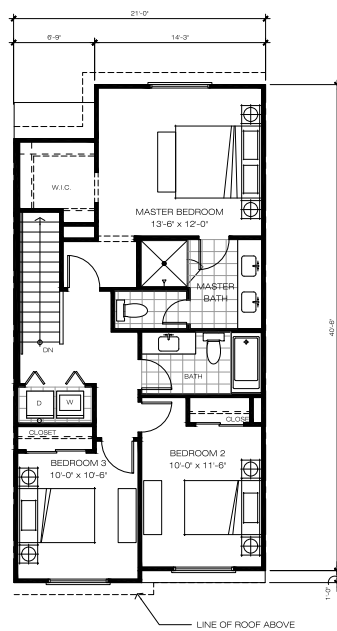 21'-0"
6'-9"
14'-3"
W.I.C.
MASTER BEDROOM
13'-6" x 12'-0"
MASTER
BATH
40'-6"
DN
BATH
D
W
CLOSET
CLOSE
BEDROOM 3
10'-0" x 10'-6"
BEDROOM 2
10'-0" x 11'-6"
1'-0"
LINE OF ROOF ABOVE